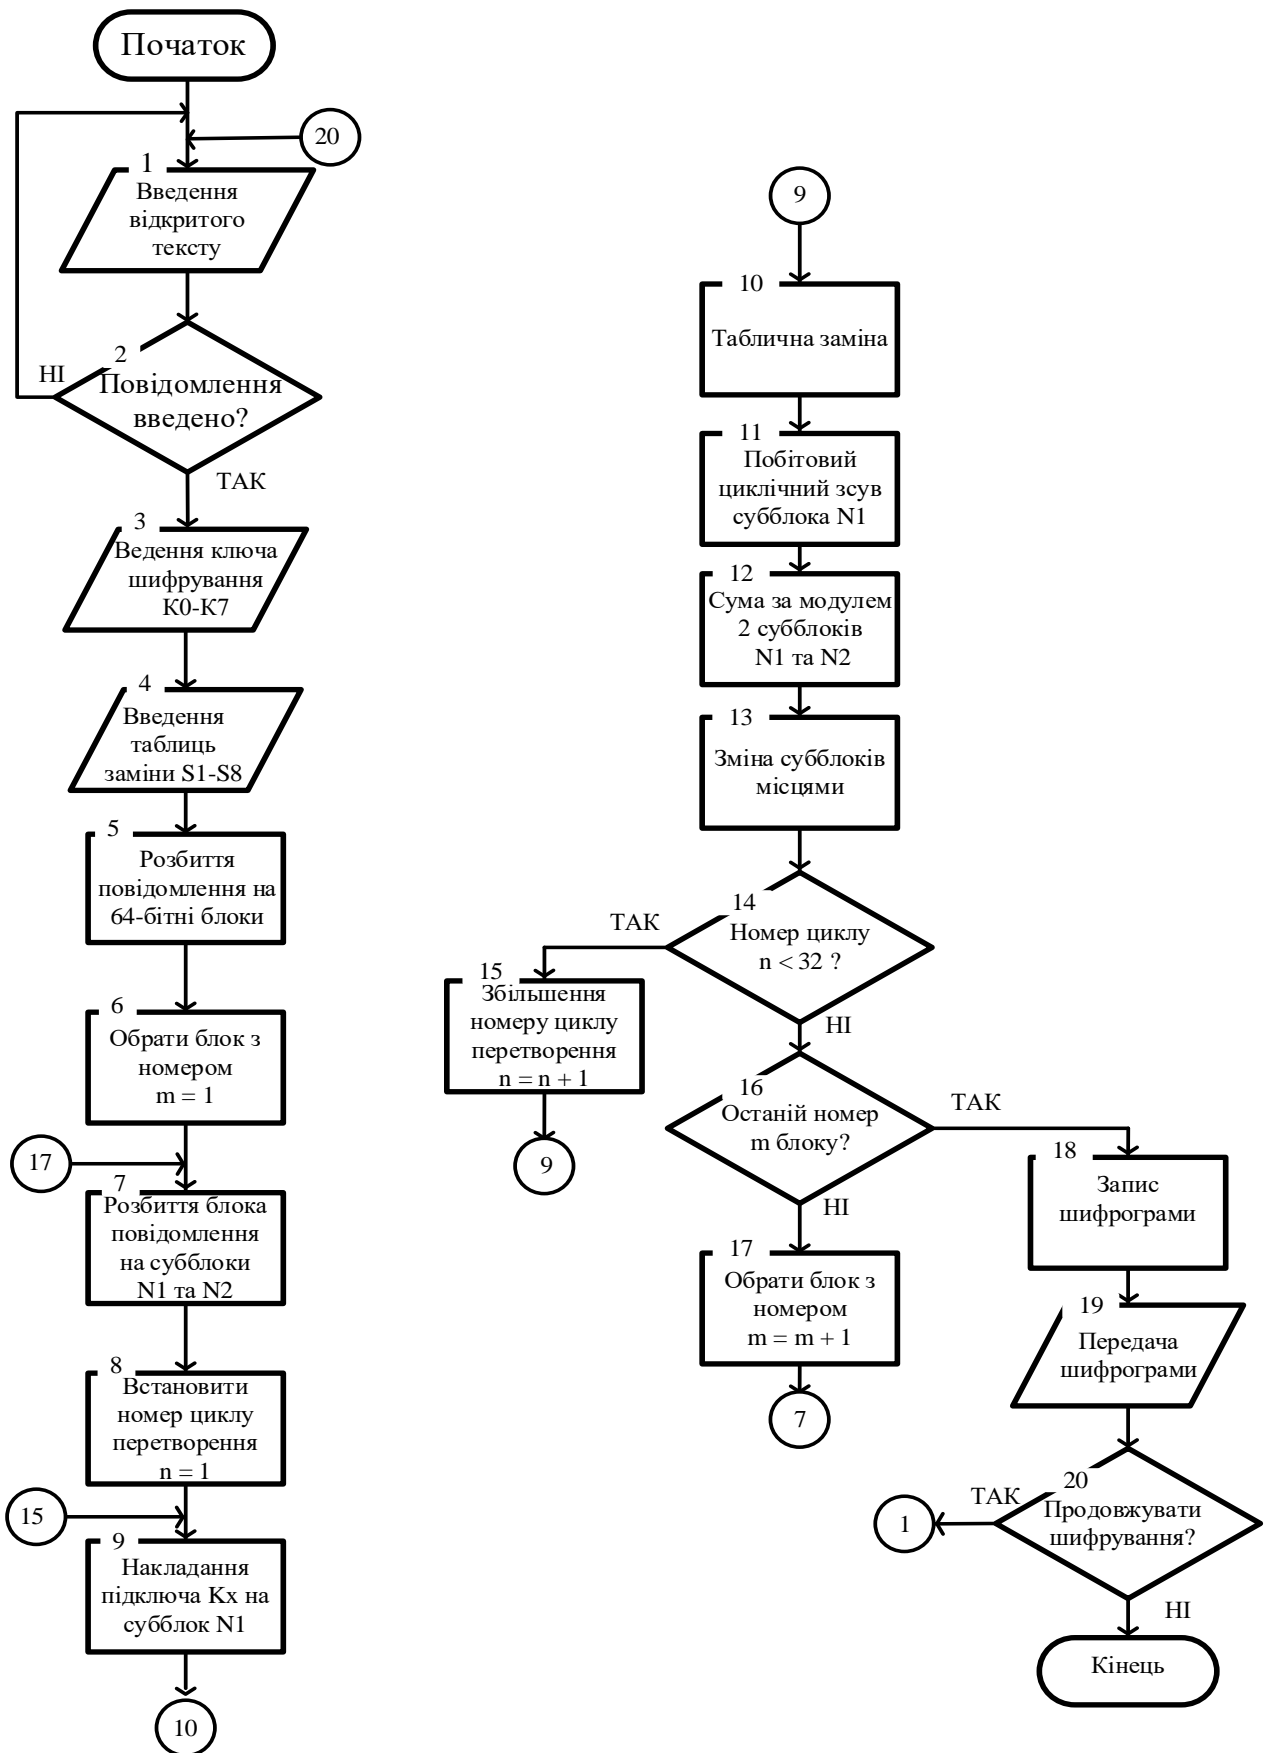 Початок
20
1
Введення
відкритого
тексту
2
Повідомлення
введено?
НІ
ТАК
3
Ведення ключа
шифрування
K0-K7
4
Введення
таблиць
заміни S1-S8
5
Розбиття
повідомлення на
64-бітні блоки
6
Обрати блок з
номером
m = 1
17
7
Розбиття блока
повідомлення
на субблоки
N1 та N2
8
Встановити
номер циклу
перетворення
n = 1
15
9
Накладання
підключа Kx на
субблок N1
10
9
10
Таблична заміна
11
Побітовий
циклічний зсув
субблока N1
12
Сума за модулем
2 субблоків
N1 та N2
13
Зміна субблоків
місцями
14
Номер циклу
n < 32 ?
ТАК
НІ
15
Збільшення
номеру циклу
перетворення
n = n + 1
9
16
Останій номер
m блоку?
ТАК
НІ
17
Обрати блок з
номером
m = m + 1
7
18
Запис
шифрограми
19
Передача
шифрограми
20
Продовжувати
шифрування?
ТАК
1
НІ
Кінець